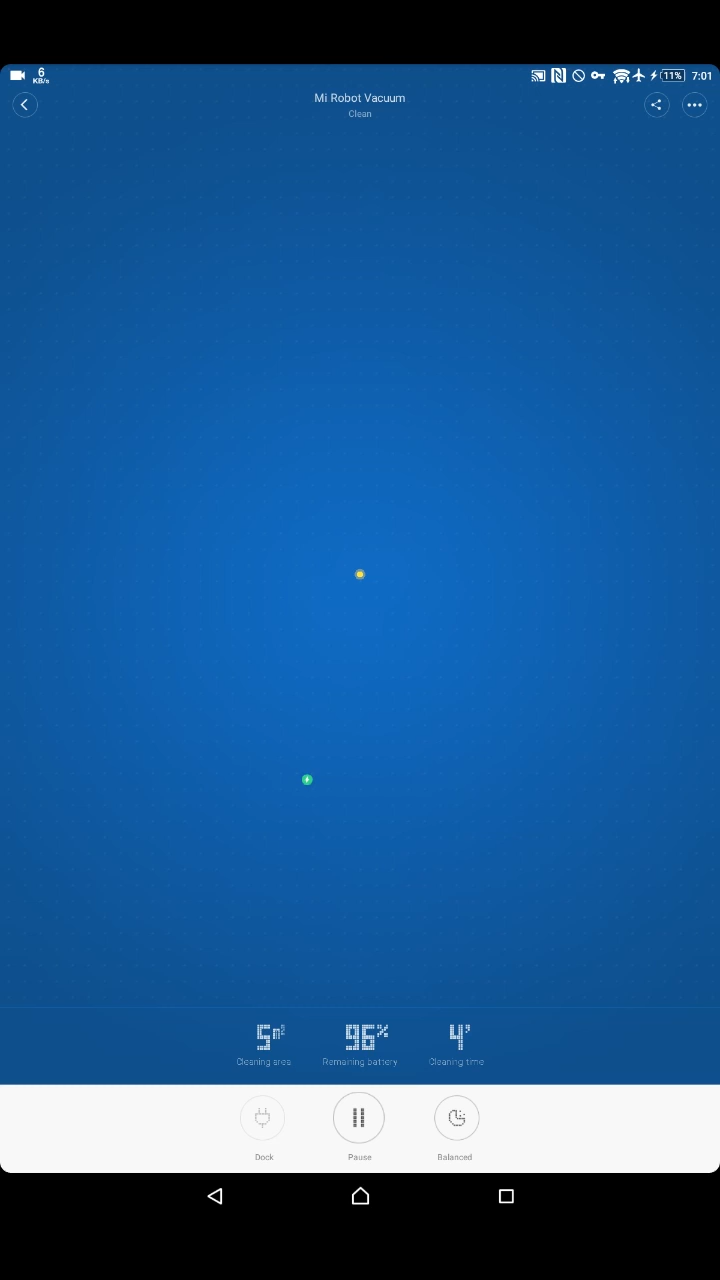 6
KB/s
11%
7:01
Mi Robot Vacuum
Clean
5m²
96%
4'
Cleaning area
Remaining battery
Cleaning time
Dock
Pause
Balanced